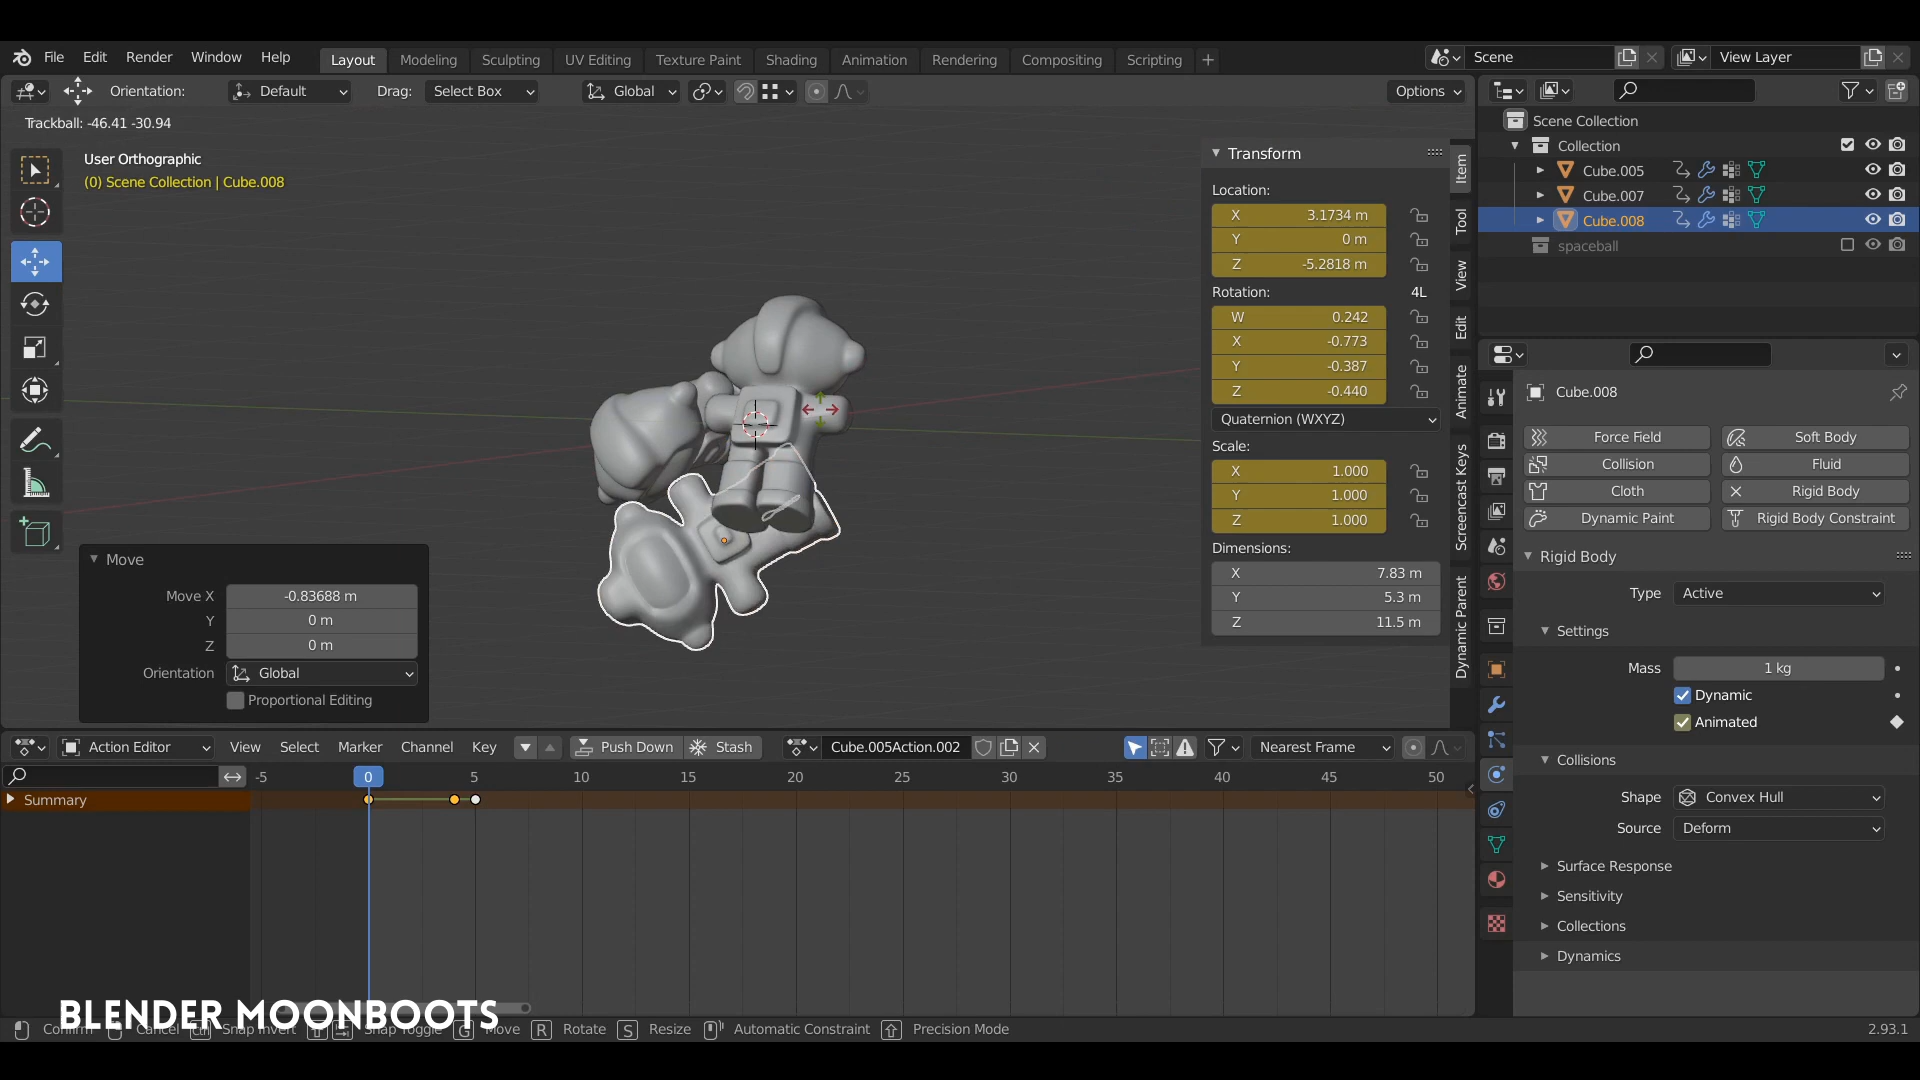 File Edit Render Window Help Layout Modeling Sculpting UV Editing Texture Paint Shading Animation Rendering Compositing Scripting + Scene View Layer
Orientation: Default Drag: Select Box Global Options
Trackball: -46.41 -30.94
User Orthographic
(0) Scene Collection | Cube.008
Transform
Location:
X 3.1734 m
Y 0 m
Z -5.2818 m
Rotation: 4L
W 0.242
X -0.773
Y -0.387
Z -0.440
Quaternion (WXYZ)
Scale:
X 1.000
Y 1.000
Z 1.000
Dimensions:
X 7.83 m
Y 5.3 m
Z 11.5 m
Item
Tool
View
Edit
Animate
Screencast Keys
Dynamic Parent
Scene Collection
Collection
Cube.005
Cube.007
Cube.008
spaceball
Cube.008
Force Field Soft Body
Collision Fluid
Cloth Rigid Body
Dynamic Paint Rigid Body Constraint
Rigid Body
Type Active
Settings
Mass 1 kg
Dynamic
Animated
Collisions
Shape Convex Hull
Source Deform
Surface Response
Sensitivity
Collections
Dynamics
Move
Move X -0.83688 m
Y 0 m
Z 0 m
Orientation Global
Proportional Editing
Action Editor View Select Marker Channel Key Push Down Stash Cube.005Action.002 Nearest Frame
-5 0 5 10 15 20 25 30 35 40 45 50
Summary
BLENDER MOONBOOTS
Confirm Cancel Ctrl Snap Invert Snap Toggle G Move R Rotate S Resize Automatic Constraint Precision Mode 2.93.1